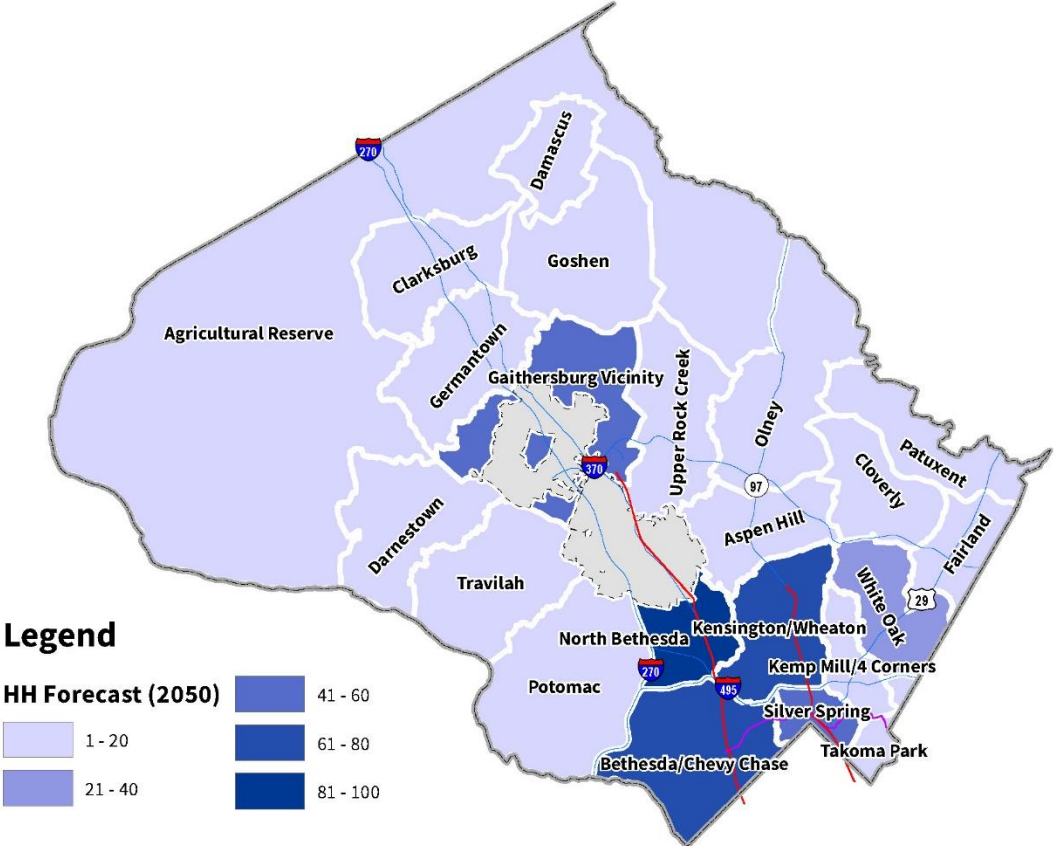 270
Damascus
Clarksburg
Goshen
Agricultural Reserve
Germantown
Gaithersburg Vicinity
Upper Rock Creek
Olney
Patuxent
Cloverly
370
97
Fairland
Aspen Hill
Darnestown
Travilah
White Oak
29
North Bethesda
Kensington/Wheaton
Kemp Mill/4 Corners
270
Potomac
495
Silver Spring
Takoma Park
Bethesda/Chevy Chase
Legend
HH Forecast (2050)
1 - 20
21 - 40
41 - 60
61 - 80
81 - 100